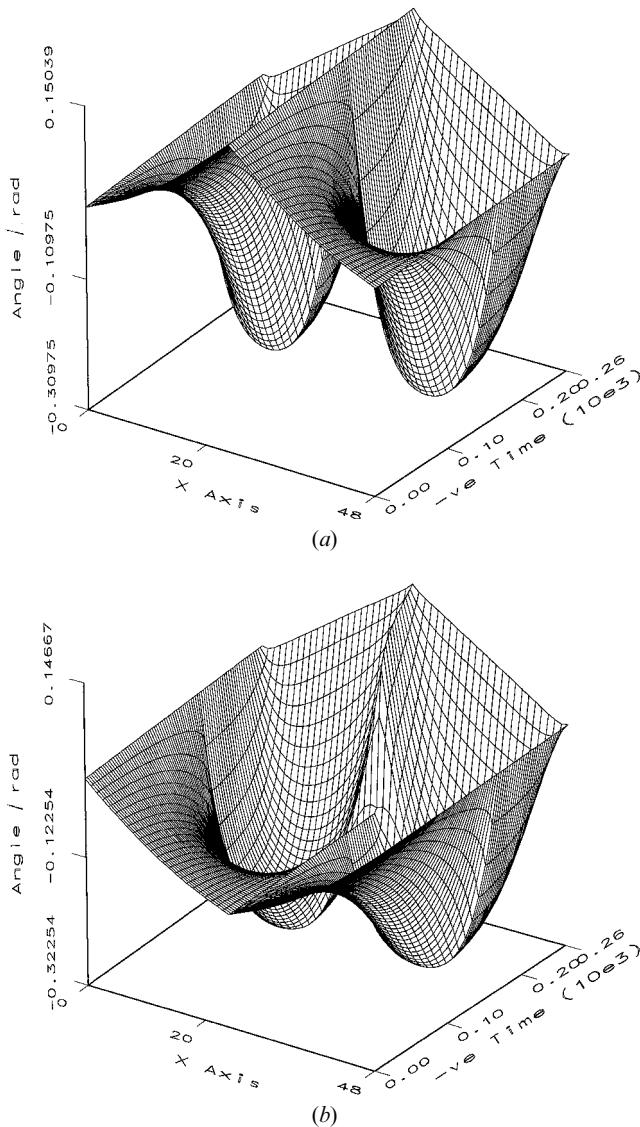 0.15039
Angle / rad
-0.10975
-0.30975
0
20
X Axis
48
0.00
0.10
0.20
0.26
-ve Time (10e3)
(a)
0.14667
Angle / rad
-0.12254
-0.32254
0
20
X Axis
48
0.00
0.10
0.20
0.26
-ve Time (10e3)
(b)